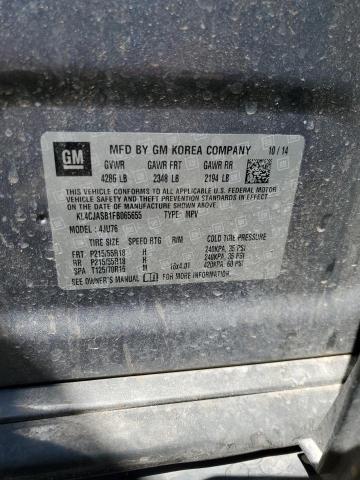 GM MFD BY GM KOREA COMPANY 10/14
GVWR GAWR FRT GAWR RR
4285 LB 2348 LB 2194 LB
THIS VEHICLE CONFORMS TO ALL APPLICABLE U.S. FEDERAL MOTOR
VEHICLE SAFETY AND THEFT PREVENTION STANDARDS IN EFFECT ON
THE DATE OF MANUFACTURE SHOWN ABOVE.
KL4CJASB1FB065655 TYPE: MPV
MODEL: 4JU76
TIRE SIZE SPEED RTG RIM COLD TIRE PRESSURE
FRT P215/55R18 H 240KPA, 35 PSI
RR P215/55R18 H 240KPA, 35 PSI
SPA T125/70R16 M 16x4.0T 420KPA, 60 PSI
SEE OWNER'S MANUAL